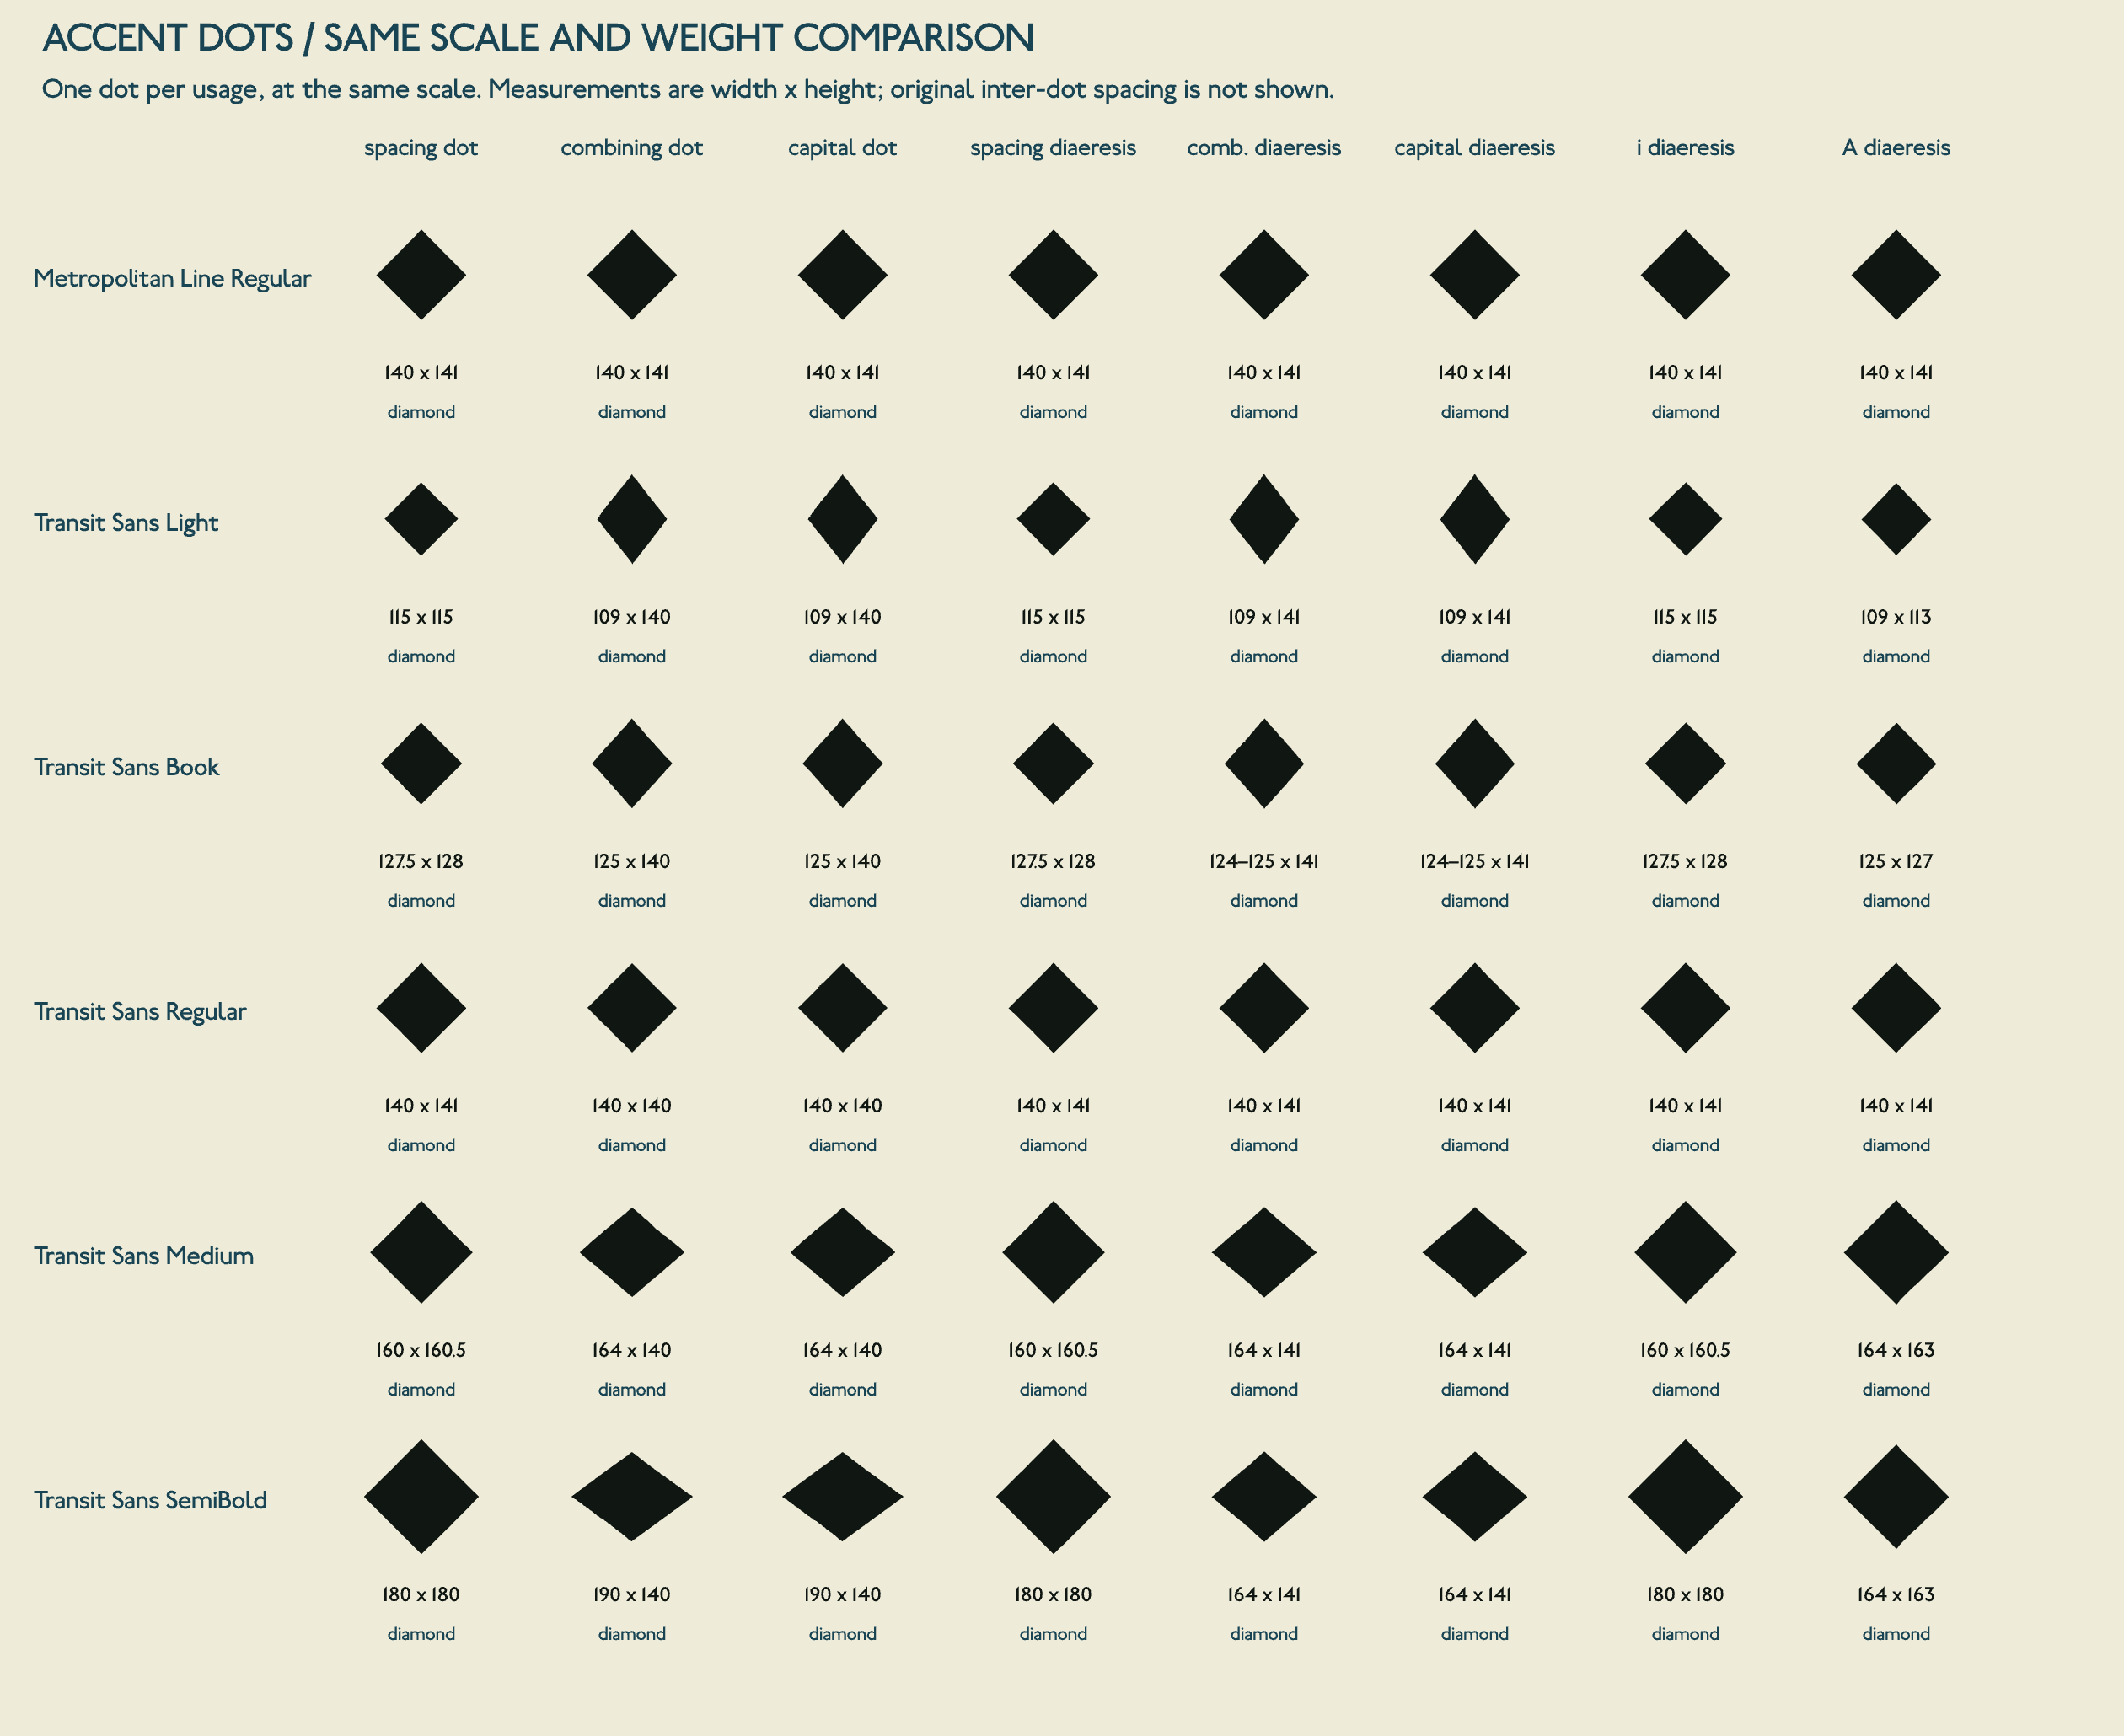 ACCENT DOTS / SAME SCALE AND WEIGHT COMPARISON
One dot per usage, at the same scale. Measurements are width x height; original inter-dot spacing is not shown.
spacing dot combining dot capital dot spacing diaeresis comb. diaeresis capital diaeresis i diaeresis A diaeresis
Metropolitan Line Regular
140 x 141 140 x 141 140 x 141 140 x 141 140 x 141 140 x 141 140 x 141 140 x 141
diamond diamond diamond diamond diamond diamond diamond diamond
Transit Sans Light
115 x 115 109 x 140 109 x 140 115 x 115 109 x 141 109 x 141 115 x 115 109 x 113
diamond diamond diamond diamond diamond diamond diamond diamond
Transit Sans Book
127.5 x 128 125 x 140 125 x 140 127.5 x 128 124–125 x 141 124–125 x 141 127.5 x 128 125 x 127
diamond diamond diamond diamond diamond diamond diamond diamond
Transit Sans Regular
140 x 141 140 x 140 140 x 140 140 x 141 140 x 141 140 x 141 140 x 141 140 x 141
diamond diamond diamond diamond diamond diamond diamond diamond
Transit Sans Medium
160 x 160.5 164 x 140 164 x 140 160 x 160.5 164 x 141 164 x 141 160 x 160.5 164 x 163
diamond diamond diamond diamond diamond diamond diamond diamond
Transit Sans SemiBold
180 x 180 190 x 140 190 x 140 180 x 180 164 x 141 164 x 141 180 x 180 164 x 163
diamond diamond diamond diamond diamond diamond diamond diamond